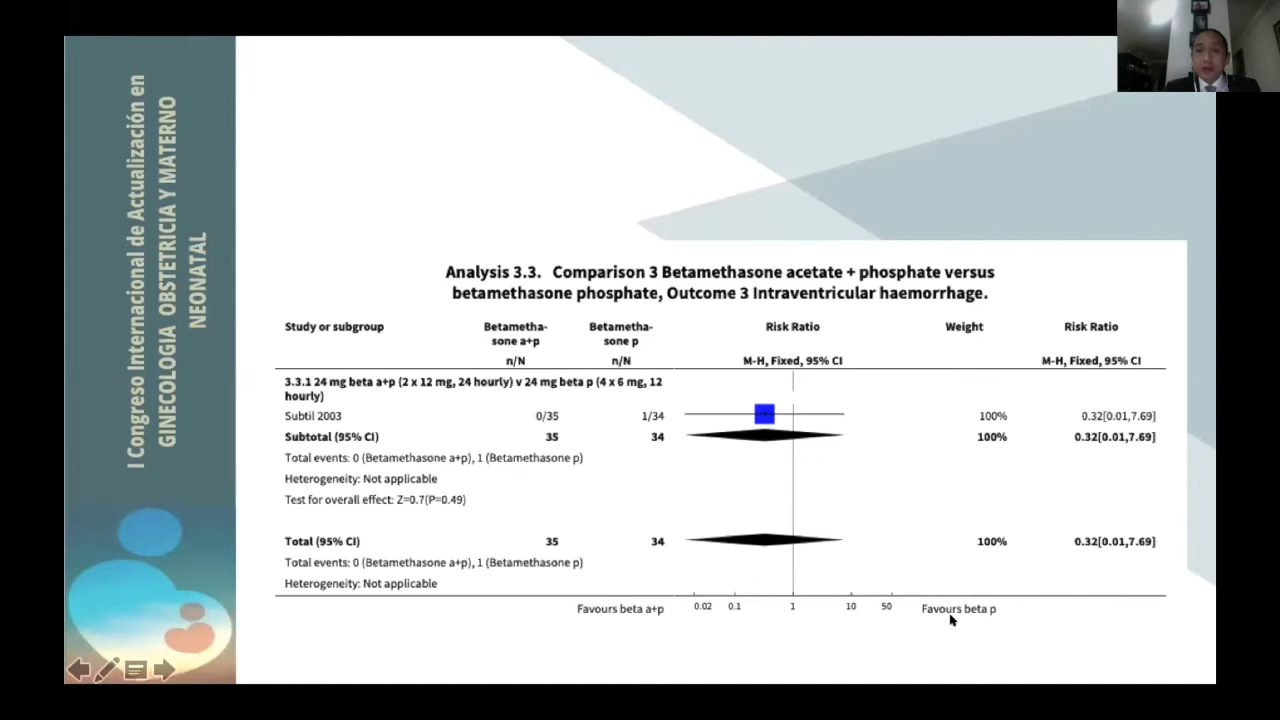 I Congreso Internacional de Actualización en
GINECOLOGIA OBSTETRICIA Y MATERNO
NEONATAL
Analysis 3.3. Comparison 3 Betamethasone acetate + phosphate versus
betamethasone phosphate, Outcome 3 Intraventricular haemorrhage.
Study or subgroup Betametha- Betametha- Risk Ratio Weight Risk Ratio
sone a+p sone p
n/N n/N M-H, Fixed, 95% CI M-H, Fixed, 95% CI
3.3.1 24 mg beta a+p (2 x 12 mg, 24 hourly) v 24 mg beta p (4 x 6 mg, 12
hourly)
Subtil 2003 0/35 1/34 100% 0.32[0.01,7.69]
Subtotal (95% CI) 35 34 100% 0.32[0.01,7.69]
Total events: 0 (Betamethasone a+p), 1 (Betamethasone p)
Heterogeneity: Not applicable
Test for overall effect: Z=0.7(P=0.49)
Total (95% CI) 35 34 100% 0.32[0.01,7.69]
Total events: 0 (Betamethasone a+p), 1 (Betamethasone p)
Heterogeneity: Not applicable
Favours beta a+p 0.02 0.1 1 10 50 Favours beta p